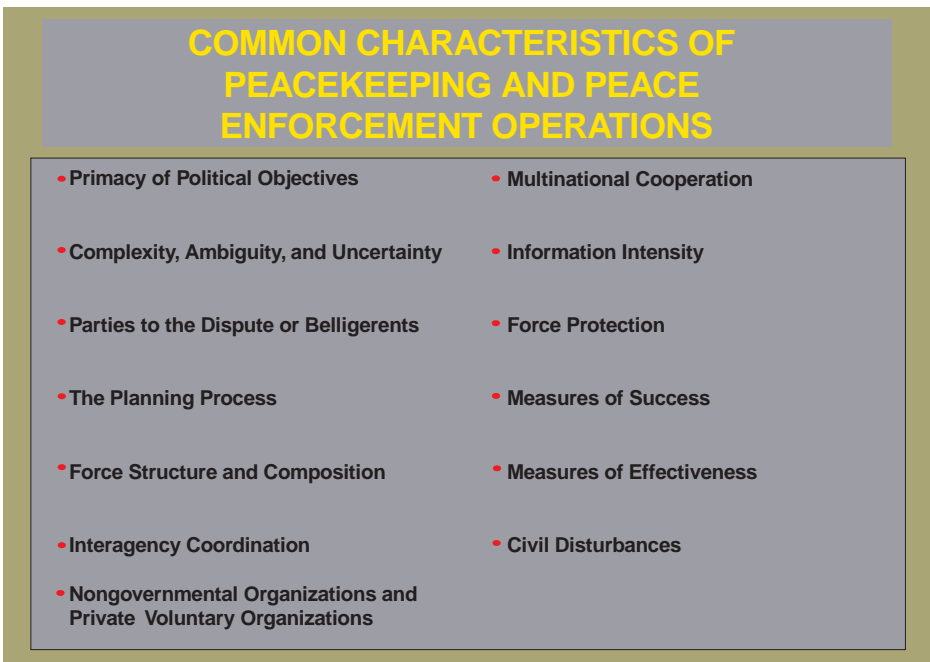 COMMON CHARACTERISTICS OF
PEACEKEEPING AND PEACE
ENFORCEMENT OPERATIONS
• Primacy of Political Objectives
• Complexity, Ambiguity, and Uncertainty
• Parties to the Dispute or Belligerents
• The Planning Process
• Force Structure and Composition
• Interagency Coordination
• Nongovernmental Organizations and
Private Voluntary Organizations
• Multinational Cooperation
• Information Intensity
• Force Protection
• Measures of Success
• Measures of Effectiveness
• Civil Disturbances